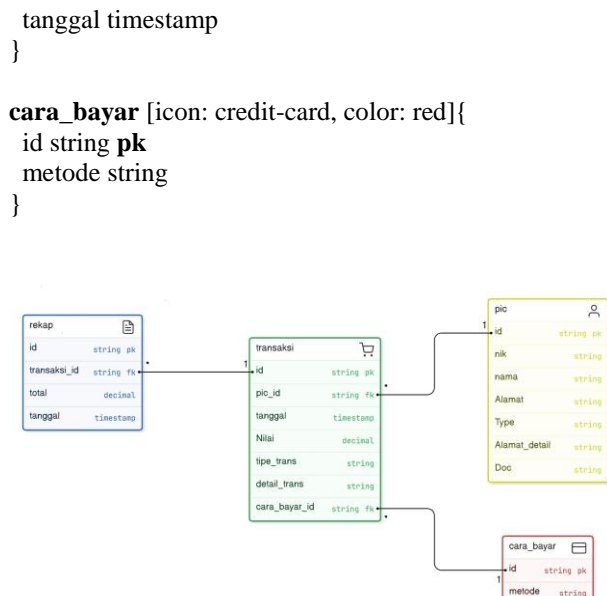 tanggal timestamp
}
cara_bayar [icon: credit-card, color: red]{
id string pk
metode string
}
rekap
id string pk
transaksi_id string fk
total decimal
tanggal timestamp
*
1
transaksi
id string pk
pic_id string fk
tanggal timestamp
Nilai decimal
tipe_trans string
detail_trans string
cara_bayar_id string fk
*
*
1
pic
id string pk
nik string
nama string
Alamat string
Type string
Alamat_detail string
Doc string
cara_bayar
id string pk
1
metode string